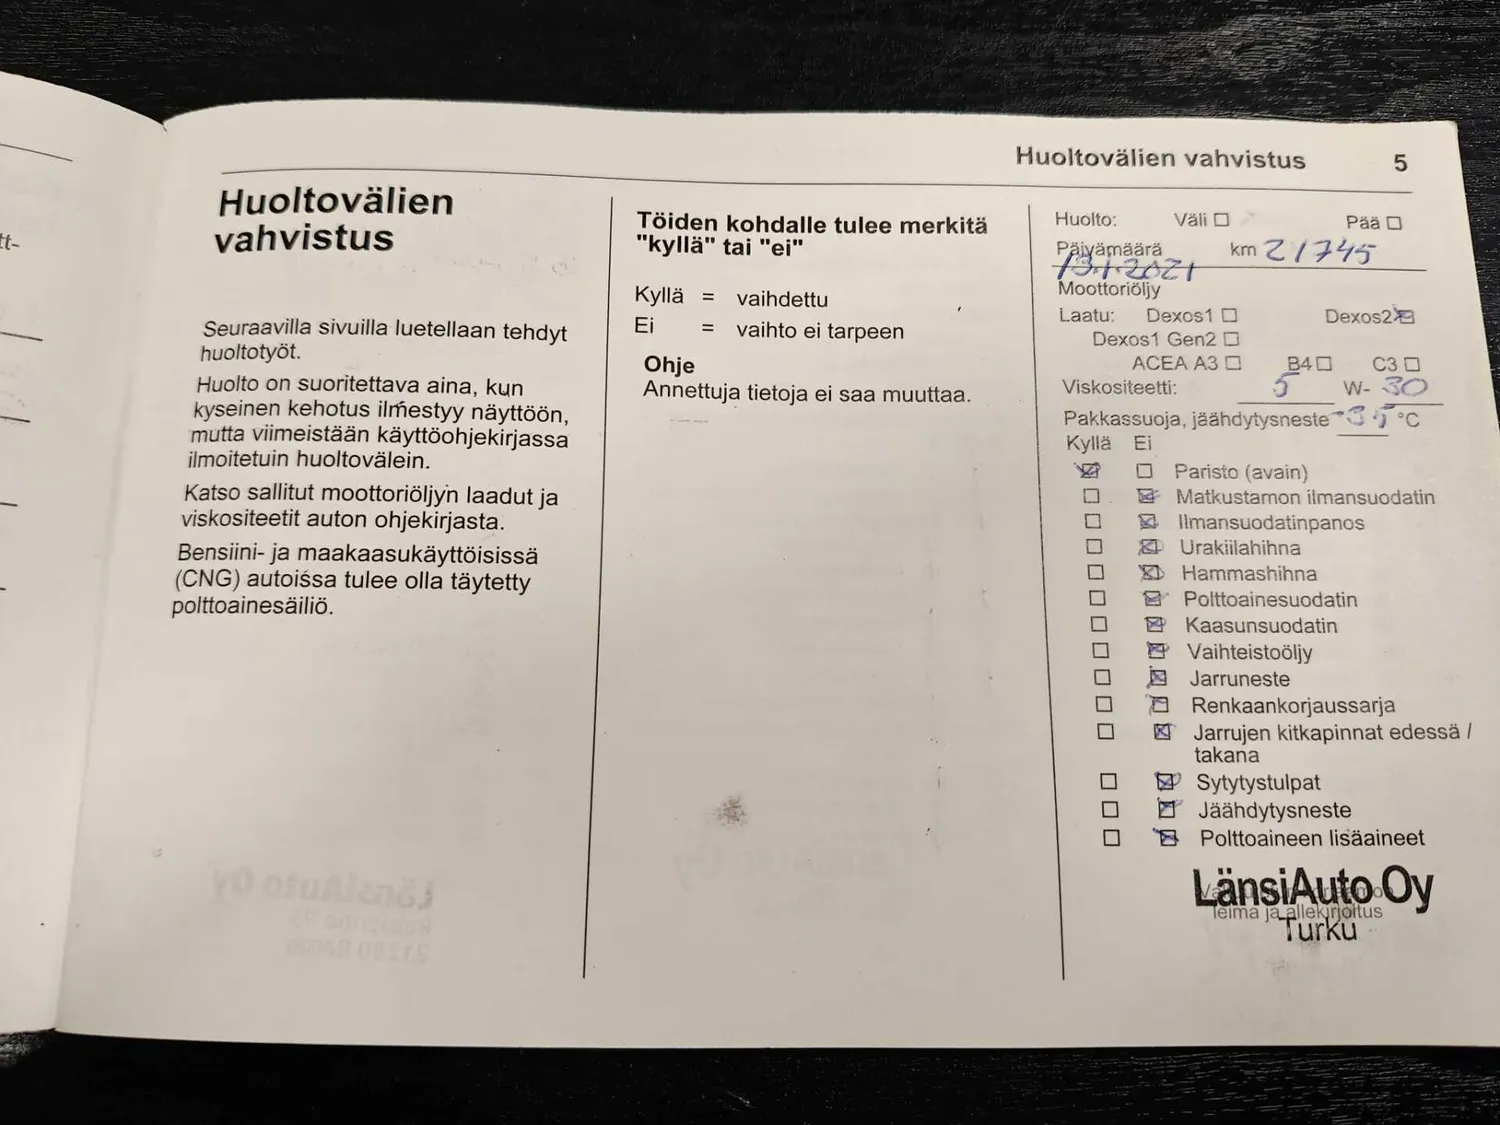 Huoltovälien vahvistus 5
Huoltovälien
vahvistus
Seuraavilla sivuilla luetellaan tehdyt
huoltotyöt.
Huolto on suoritettava aina, kun
kyseinen kehotus ilmestyy näyttöön,
mutta viimeistään käyttöohjekirjassa
ilmoitetuin huoltovälein.
Katso sallitut moottoriöljyn laadut ja
viskositeetit auton ohjekirjasta.
Bensiini- ja maakaasukäyttöisissä
(CNG) autoissa tulee olla täytetty
polttoainesäiliö.
Töiden kohdalle tulee merkitä
"kyllä" tai "ei"
Kyllä = vaihdettu
Ei = vaihto ei tarpeen
Ohje
Annettuja tietoja ei saa muuttaa.
Huolto: Väli ☐ Pää ☐
Päivämäärä km 21745
13.1.2021
Moottoriöljy
Laatu: Dexos1 ☐ Dexos2 ☒
Dexos1 Gen2 ☐
ACEA A3 ☐ B4 ☐ C3 ☐
Viskositeetti: 5 W- 30
Pakkassuoja, jäähdytysneste -35 °C
Kyllä Ei
☒ ☐ Paristo (avain)
☐ ☒ Matkustamon ilmansuodatin
☐ ☒ Ilmansuodatinpanos
☐ ☒ Urakiilahihna
☐ ☒ Hammashihna
☐ ☒ Polttoainesuodatin
☐ ☒ Kaasunsuodatin
☐ ☒ Vaihteistoöljy
☐ ☒ Jarruneste
☐ ☒ Renkaankorjaussarja
☐ ☒ Jarrujen kitkapinnat edessä /
takana
☐ ☒ Sytytystulpat
☐ ☒ Jäähdytysneste
☐ ☒ Polttoaineen lisäaineet
LänsiAuto Oy
leima ja allekirjoitus
Turku